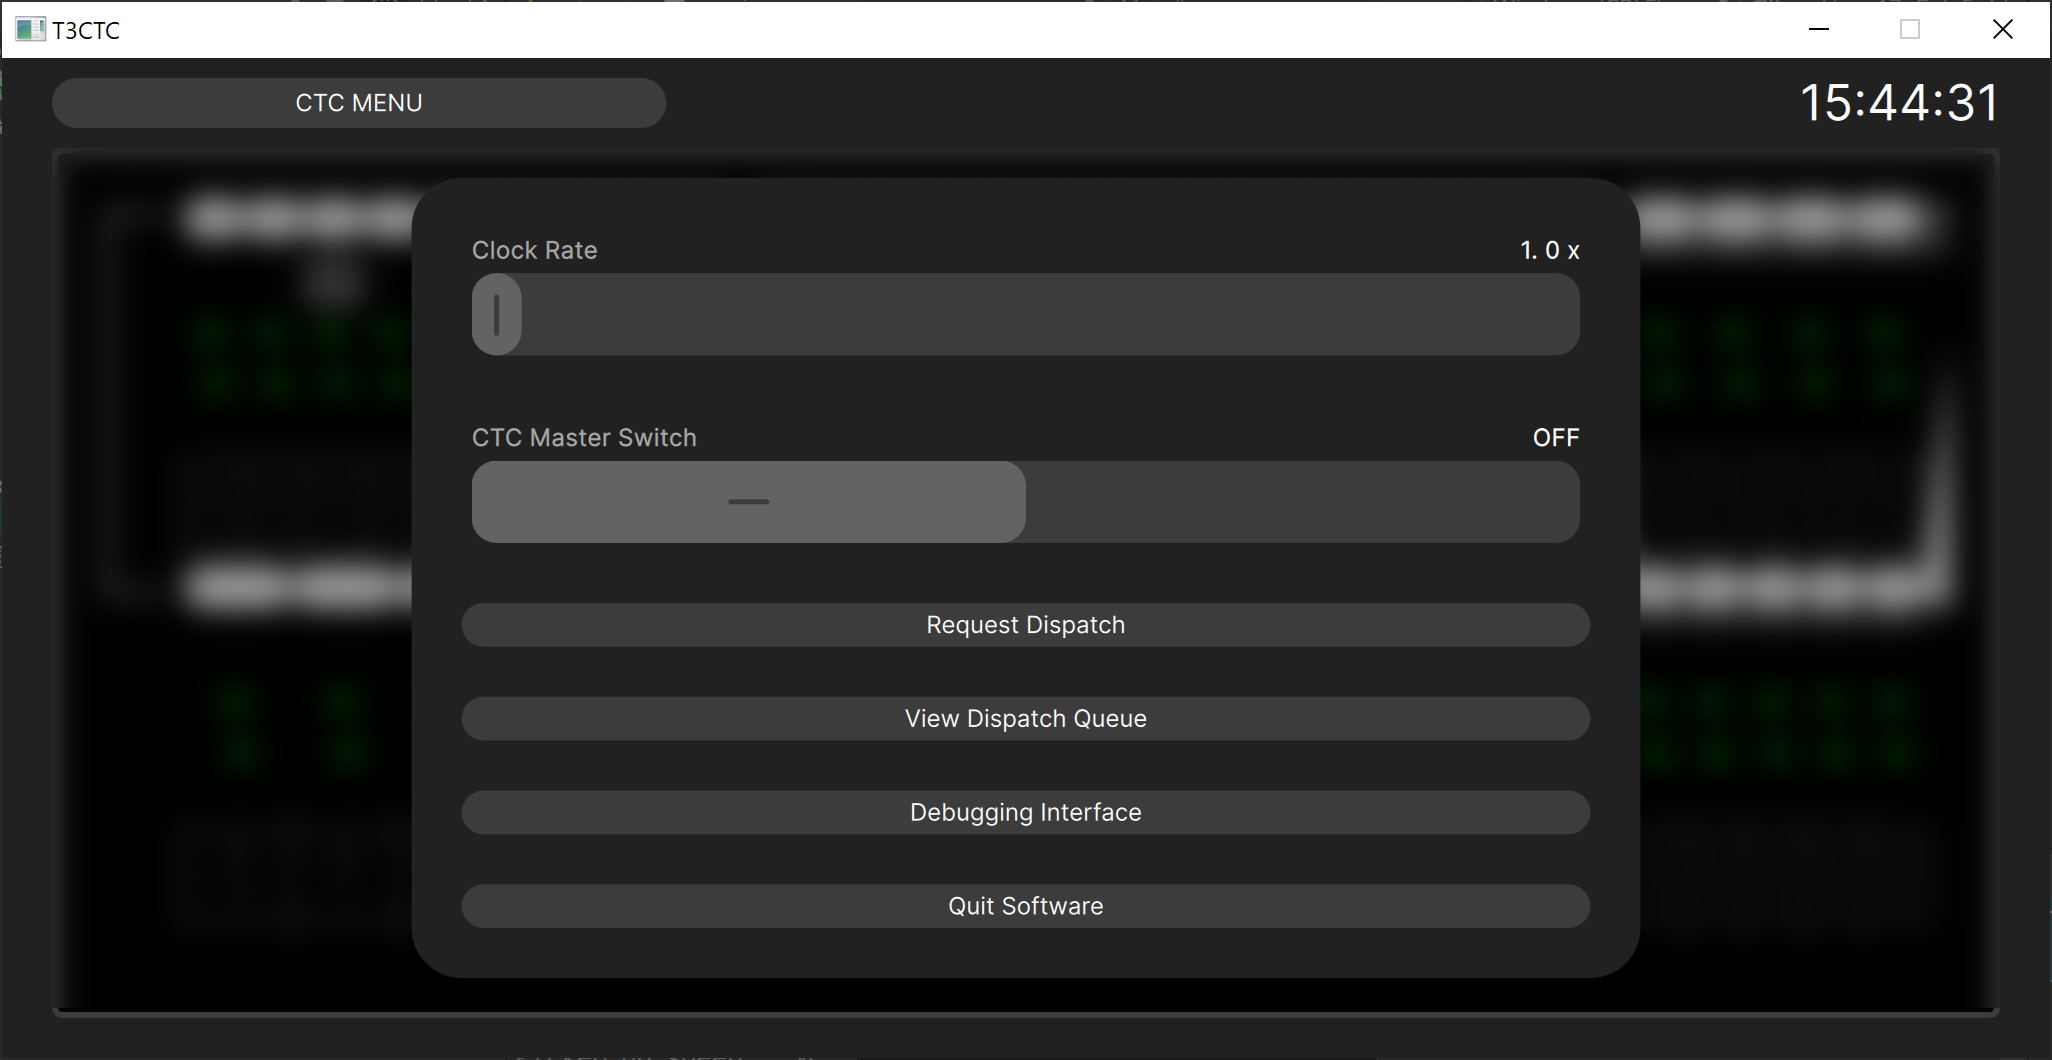 T3CTC
CTC MENU
15:44:31
Clock Rate
1. 0 x
CTC Master Switch
OFF
Request Dispatch
View Dispatch Queue
Debugging Interface
Quit Software